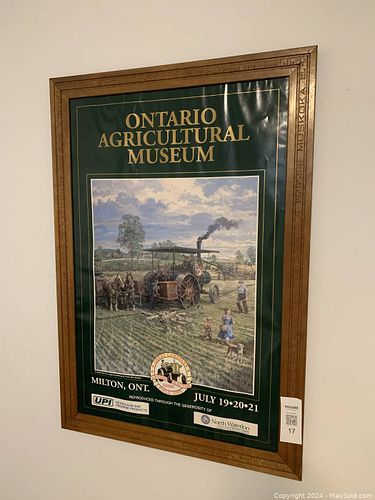 ONTARIO
AGRICULTURAL
MUSEUM
MUSKOKA
MILTON, ONT.
JULY 19•20•21
REPRODUCED THROUGH THE GENEROSITY OF
UPI
North Waterloo
17
Copyright 2024 - MaxSold.com